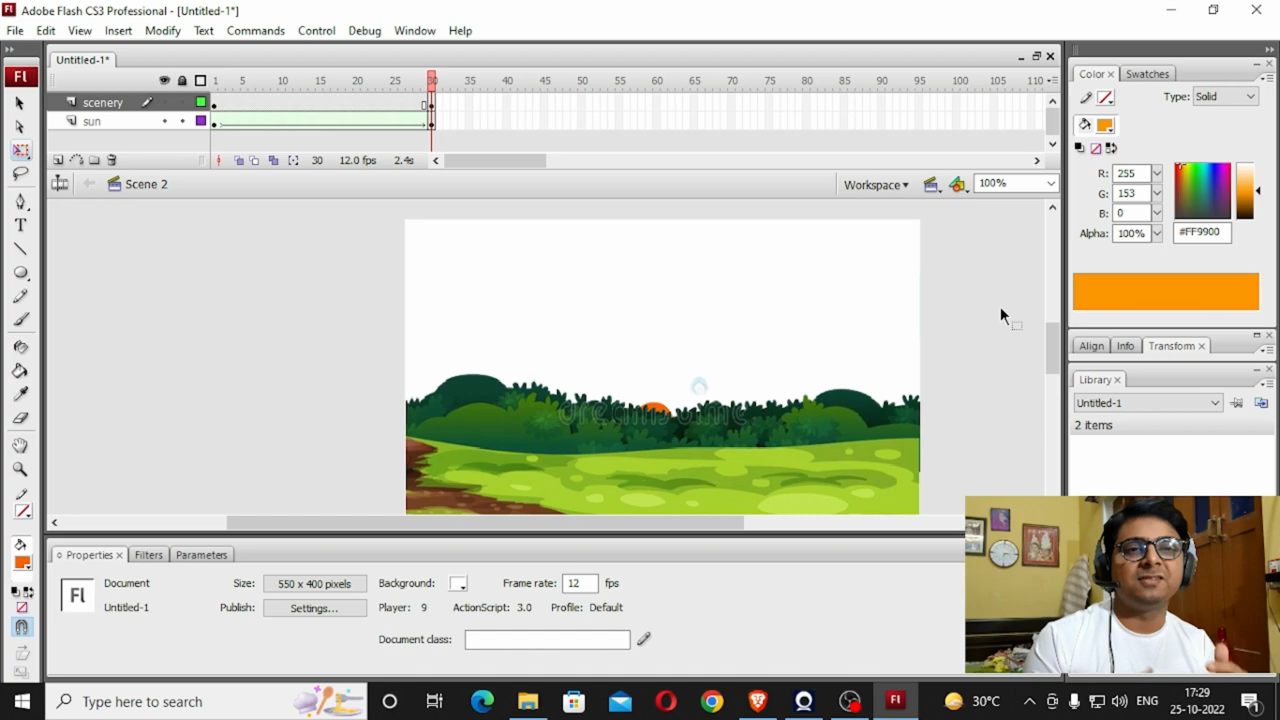 Adobe Flash CS3 Professional - [Untitled-1*]
File Edit View Insert Modify Commands Control Debug Window Help
Text
Untitled-1*
1 5 10 15 20 25 30 35 40 45 50 55 60 65 70 75 80 85 90 95 100 105 110
scenery
sun
30 12.0 fps 2.4s
Scene 2
Workspace
100%
Fl
Color Swatches
Type: Solid
R: 255
G: 153
B: 0
Alpha: 100% #FF9900
Align Info Transform
Library
Untitled-1
2 items
dreamstime
Properties Filters Parameters
Fl
Document
Untitled-1
Size: 550 x 400 pixels
Background:
Frame rate: 12 fps
Publish: Settings...
Player: 9 ActionScript: 3.0 Profile: Default
Document class:
Type here to search
30°C
ENG
17:29
25-10-2022
1